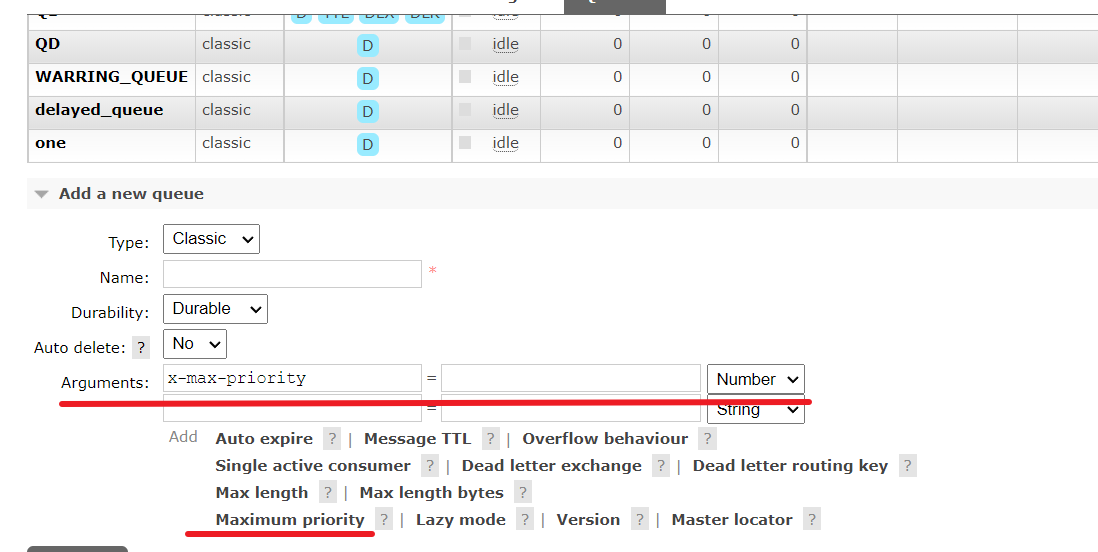 QD classic D idle 0 0 0
WARRING_QUEUE classic D idle 0 0 0
delayed_queue classic D idle 0 0 0
one classic D idle 0 0 0
Add a new queue
Type: Classic
Name: *
Durability: Durable
Auto delete: ? No
Arguments: x-max-priority = Number
= String
Add Auto expire ? | Message TTL ? | Overflow behaviour ?
Single active consumer ? | Dead letter exchange ? | Dead letter routing key ?
Max length ? | Max length bytes ?
Maximum priority ? | Lazy mode ? | Version ? | Master locator ?